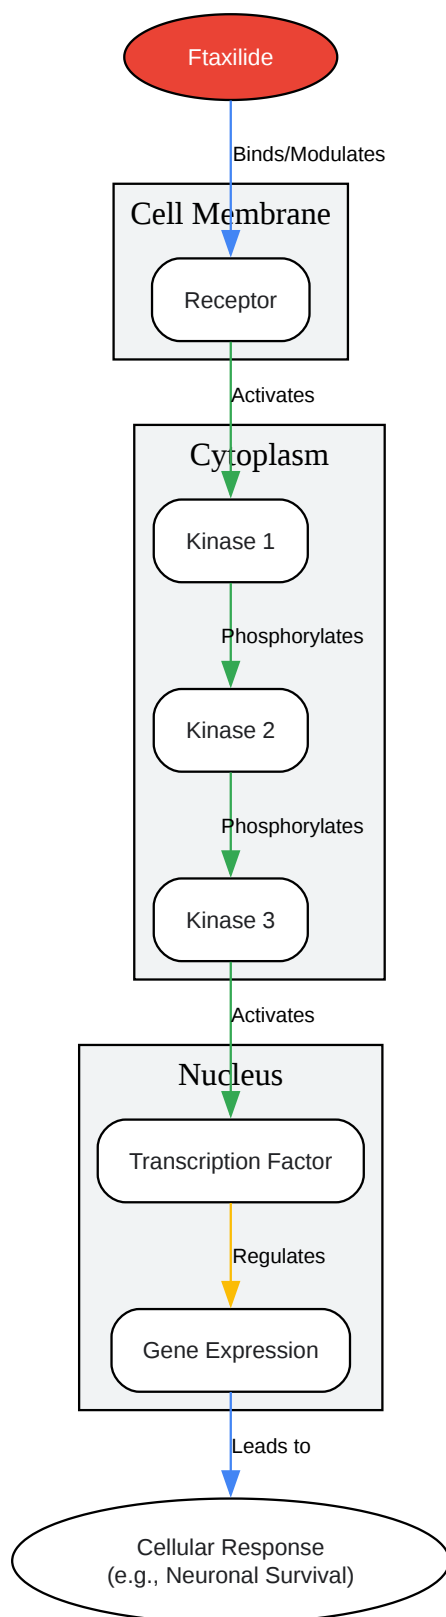 Ftaxilide
Binds/Modulates
Cell Membrane
Receptor
Activates
Cytoplasm
Kinase 1
Phosphorylates
Kinase 2
Phosphorylates
Kinase 3
Activates
Nucleus
Transcription Factor
Regulates
Gene Expression
Leads to
Cellular Response
(e.g., Neuronal Survival)